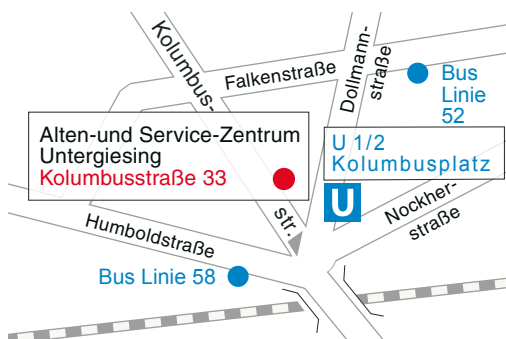 Kolumbus-
str.
Falkenstraße
Dollmann-
straße
Bus
Linie
52
Alten-und Service-Zentrum
Untergiesing
Kolumbusstraße 33
U 1/2
Kolumbusplatz
U
Nockher-
straße
Humboldstraße
Bus Linie 58